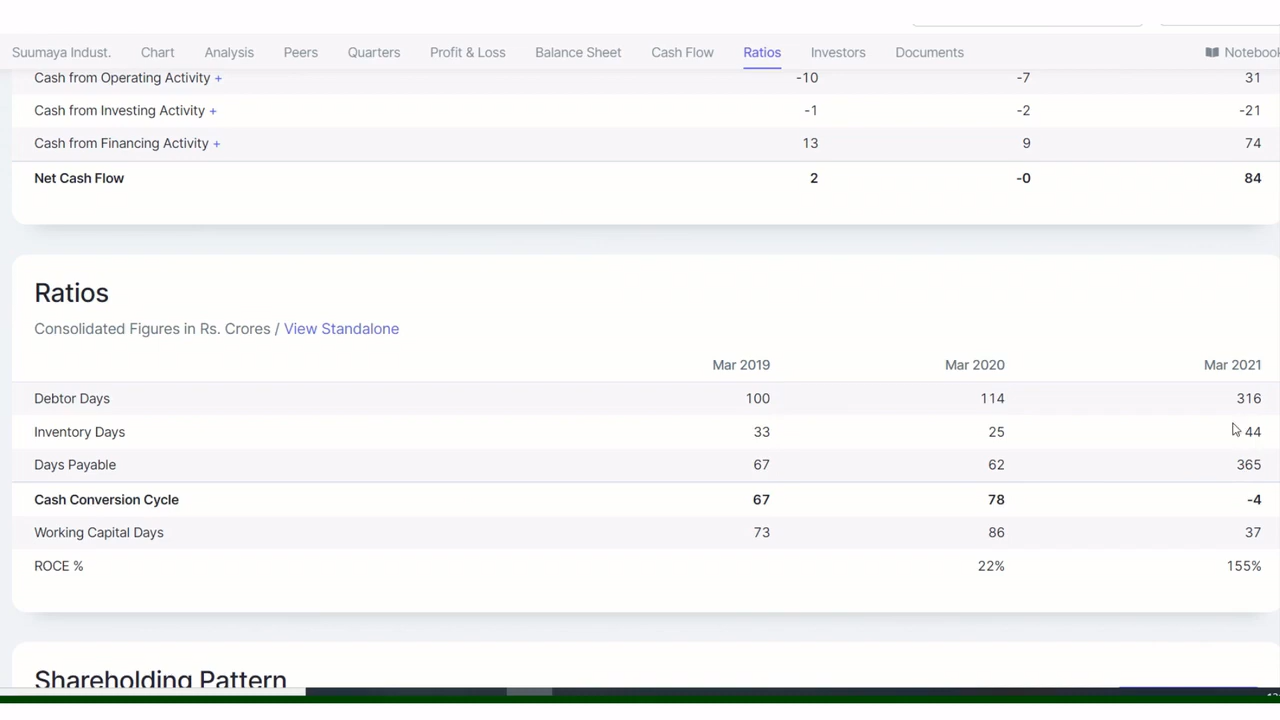 Suumaya Indust. Chart Analysis Peers Quarters Profit & Loss Balance Sheet Cash Flow Ratios Investors Documents Notebook
Cash from Operating Activity + -10 -7 31
Cash from Investing Activity + -1 -2 -21
Cash from Financing Activity + 13 9 74
Net Cash Flow 2 -0 84
Ratios
Consolidated Figures in Rs. Crores / View Standalone
Mar 2019 Mar 2020 Mar 2021
Debtor Days 100 114 316
Inventory Days 33 25 44
Days Payable 67 62 365
Cash Conversion Cycle 67 78 -4
Working Capital Days 73 86 37
ROCE % 22% 155%
Shareholding Pattern